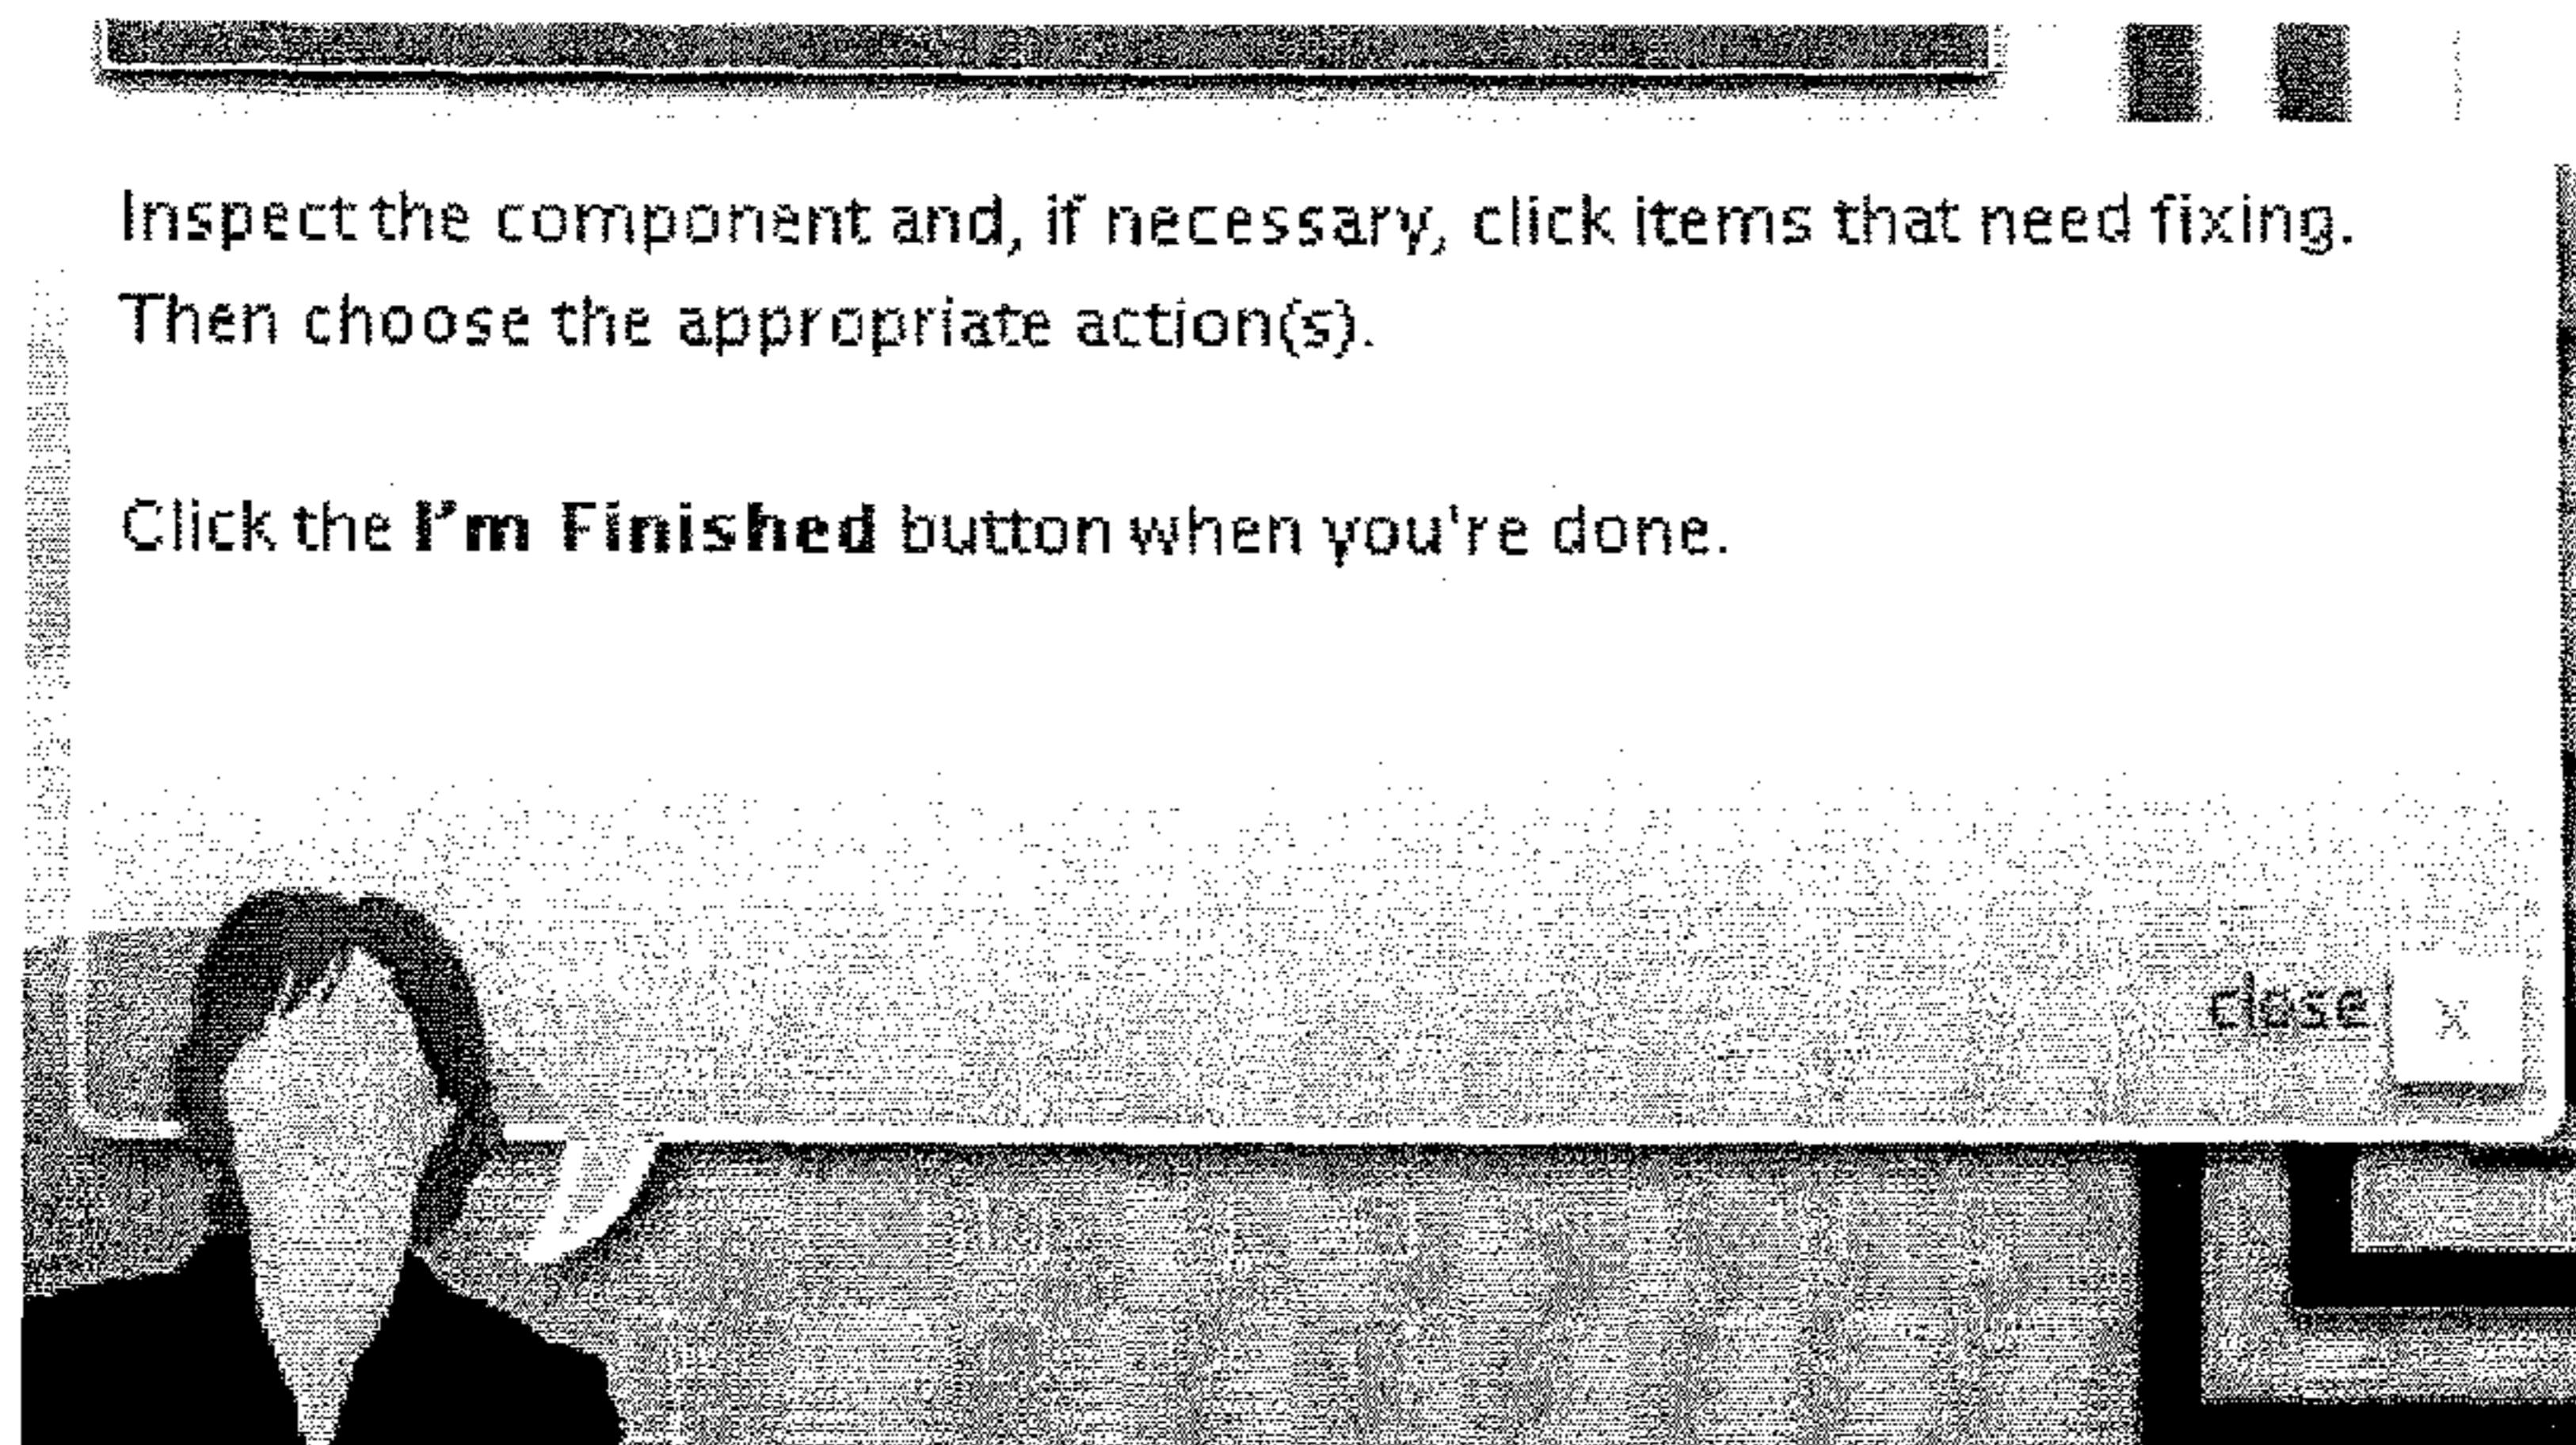 Inspect the component and, if necessary, click items that need fixing.
Then choose the appropriate action(s).
Click the I'm Finished button when you're done.
close x